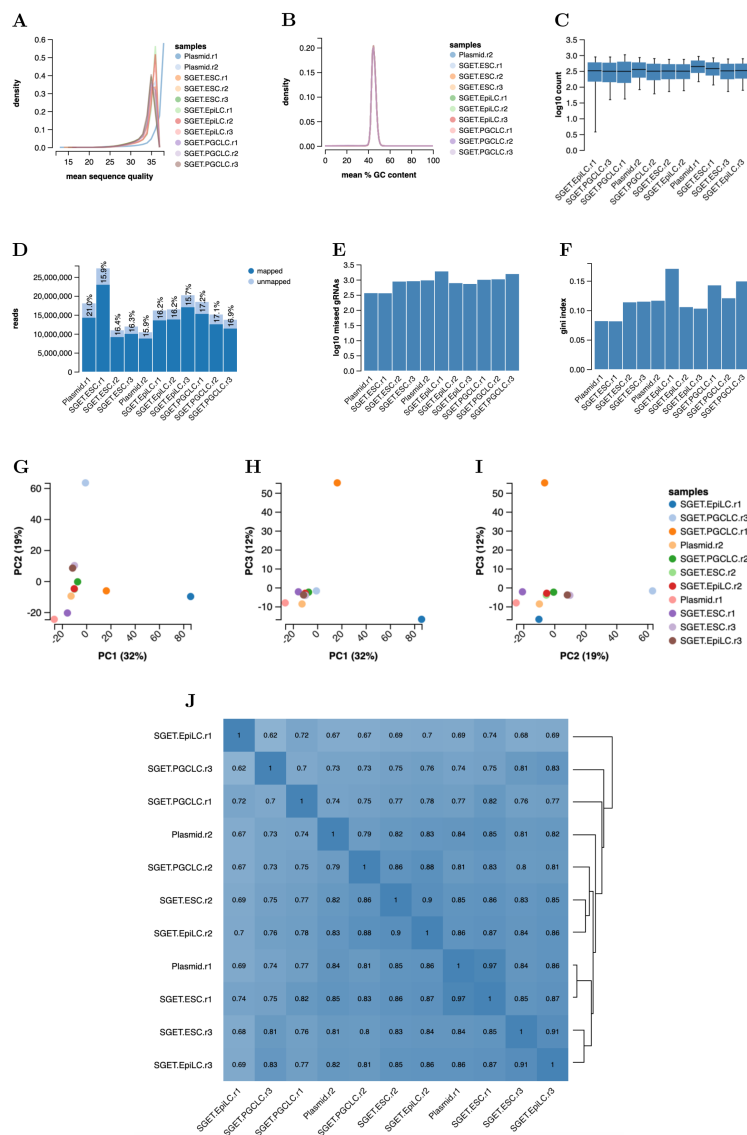 A
samples
Plasmid.r1
Plasmid.r2
SGET.ESC.r1
SGET.ESC.r2
SGET.ESC.r3
SGET.EpiLC.r1
SGET.EpiLC.r2
SGET.EpiLC.r3
SGET.PGCLC.r1
SGET.PGCLC.r2
SGET.PGCLC.r3
density
0.6
0.5
0.4
0.3
0.2
0.1
0.0
15 20 25 30 35
mean sequence quality
B
samples
Plasmid.r2
SGET.ESC.r1
SGET.ESC.r2
SGET.ESC.r3
SGET.EpiLC.r1
SGET.EpiLC.r2
SGET.EpiLC.r3
SGET.PGCLC.r1
SGET.PGCLC.r2
SGET.PGCLC.r3
density
0.20
0.15
0.10
0.05
0.00
0 20 40 60 80 100
mean % GC content
C
log10 count
3.5
3.0
2.5
2.0
1.5
1.0
0.5
0.0
SGET.EpiLC.r1
SGET.PGCLC.r3
SGET.PGCLC.r1
Plasmid.r2
SGET.PGCLC.r2
SGET.ESC.r2
SGET.EpiLC.r2
Plasmid.r1
SGET.ESC.r1
SGET.ESC.r3
SGET.EpiLC.r3
D
mapped
unmapped
reads
25,000,000
20,000,000
15,000,000
10,000,000
5,000,000
0
21.0%
15.9%
16.4%
16.3%
15.9%
16.2%
16.2%
15.7%
17.2%
17.1%
16.9%
Plasmid.r1
SGET.ESC.r1
SGET.ESC.r2
SGET.ESC.r3
Plasmid.r2
SGET.EpiLC.r1
SGET.EpiLC.r2
SGET.EpiLC.r3
SGET.PGCLC.r1
SGET.PGCLC.r2
SGET.PGCLC.r3
E
log10 missed gRNAs
3.0
2.5
2.0
1.5
1.0
0.5
0.0
Plasmid.r1
SGET.ESC.r1
SGET.ESC.r2
SGET.ESC.r3
Plasmid.r2
SGET.EpiLC.r1
SGET.EpiLC.r2
SGET.EpiLC.r3
SGET.PGCLC.r1
SGET.PGCLC.r2
SGET.PGCLC.r3
F
gini index
0.15
0.10
0.05
0.00
Plasmid.r1
SGET.ESC.r1
SGET.ESC.r2
SGET.ESC.r3
Plasmid.r2
SGET.EpiLC.r1
SGET.EpiLC.r2
SGET.EpiLC.r3
SGET.PGCLC.r1
SGET.PGCLC.r2
SGET.PGCLC.r3
G
PC2 (19%)
60
40
20
0
-20
-20 0 20 40 60 80
PC1 (32%)
H
PC3 (12%)
50
40
30
20
10
0
-10
-20 0 20 40 60 80
PC1 (32%)
I
PC3 (12%)
50
40
30
20
10
0
-10
-20 0 20 40 60
PC2 (19%)
samples
SGET.EpiLC.r1
SGET.PGCLC.r3
SGET.PGCLC.r1
Plasmid.r2
SGET.PGCLC.r2
SGET.ESC.r2
SGET.EpiLC.r2
Plasmid.r1
SGET.ESC.r1
SGET.ESC.r3
SGET.EpiLC.r3
J
SGET.EpiLC.r1 1 0.62 0.72 0.67 0.67 0.69 0.7 0.69 0.74 0.68 0.69
SGET.PGCLC.r3 0.62 1 0.7 0.73 0.73 0.75 0.76 0.74 0.75 0.81 0.83
SGET.PGCLC.r1 0.72 0.7 1 0.74 0.75 0.77 0.78 0.77 0.82 0.76 0.77
Plasmid.r2 0.67 0.73 0.74 1 0.79 0.82 0.83 0.84 0.85 0.81 0.82
SGET.PGCLC.r2 0.67 0.73 0.75 0.79 1 0.86 0.88 0.81 0.83 0.8 0.81
SGET.ESC.r2 0.69 0.75 0.77 0.82 0.86 1 0.9 0.85 0.86 0.83 0.85
SGET.EpiLC.r2 0.7 0.76 0.78 0.83 0.88 0.9 1 0.86 0.87 0.84 0.86
Plasmid.r1 0.69 0.74 0.77 0.84 0.81 0.85 0.86 1 0.97 0.84 0.86
SGET.ESC.r1 0.74 0.75 0.82 0.85 0.83 0.86 0.87 0.97 1 0.85 0.87
SGET.ESC.r3 0.68 0.81 0.76 0.81 0.8 0.83 0.84 0.84 0.85 1 0.91
SGET.EpiLC.r3 0.69 0.83 0.77 0.82 0.81 0.85 0.86 0.86 0.87 0.91 1
SGET.EpiLC.r1
SGET.PGCLC.r3
SGET.PGCLC.r1
Plasmid.r2
SGET.PGCLC.r2
SGET.ESC.r2
SGET.EpiLC.r2
Plasmid.r1
SGET.ESC.r1
SGET.ESC.r3
SGET.EpiLC.r3